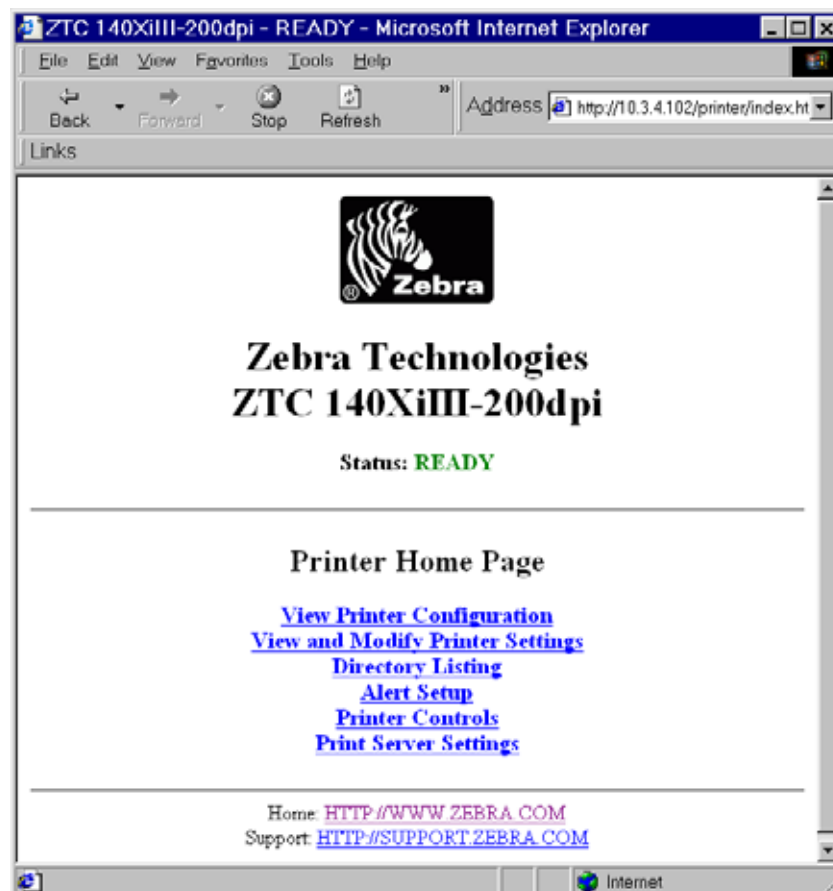 ZTC 140XiIII-200dpi - READY - Microsoft Internet Explorer
File Edit View Favorites Tools Help
Back Forward Stop Refresh » Address http://10.3.4.102/printer/index.ht
Links
® Zebra
Zebra Technologies
ZTC 140XiIII-200dpi
Status: READY
Printer Home Page
View Printer Configuration
View and Modify Printer Settings
Directory Listing
Alert Setup
Printer Controls
Print Server Settings
Home: HTTP://WWW.ZEBRA.COM
Support: HTTP://SUPPORT.ZEBRA.COM
Internet